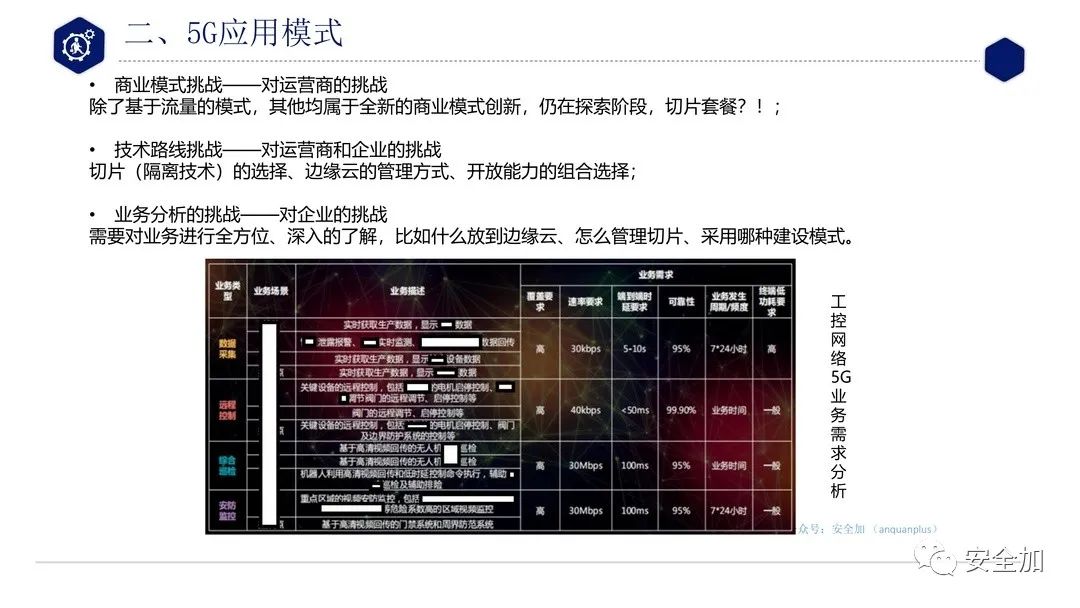 二、5G应用模式
• 商业模式挑战——对运营商的挑战
除了基于流量的模式，其他均属于全新的商业模式创新，仍在探索阶段，切片套餐？！；
• 技术路线挑战——对运营商和企业的挑战
切片（隔离技术）的选择、边缘云的管理方式、开放能力的组合选择；
• 业务分析的挑战——对企业的挑战
需要对业务进行全方位、深入的了解，比如什么放到边缘云、怎么管理切片、采用哪种建设模式。
业务类型 业务场景 业务描述 业务需求
覆盖要求 速率要求 端到端时延要求 可靠性 业务发生周期/频度 终端低功耗要求
数据采集
实时获取生产数据，显示 数据
泄露报警、 实时监测、 数据回传
实时获取生产数据，显示 设备数据
实时获取生产数据，显示 数据
高 30kbps 5-10s 95% 7*24小时 高
远程控制
关键设备的远程控制，包括 的电机启停控制、
调节阀门的远程调节、启停控制等
阀门的远程调节、启停控制等
关键设备的远程控制，包括 的电机启停控制、阀门
及边界防护系统的控制等
高 40kbps <50ms 99.90% 业务时间 一般
综合巡检
基于高清视频回传的无人机 巡检
基于高清视频回传的无人机 巡检
机器人利用高清视频回传和低时延控制命令执行，辅助
巡检及辅助排险
高 30Mbps 100ms 95% 业务时间 一般
安防监控
重点区域的视频安防监控，包括
等危险系数高的区域视频监控
基于高清视频回传的门禁系统和周界防范系统
高 30Mbps 100ms 95% 7*24小时 一般
工控网络5G业务需求分析
众号：安全加 （anquanplus）
安全加